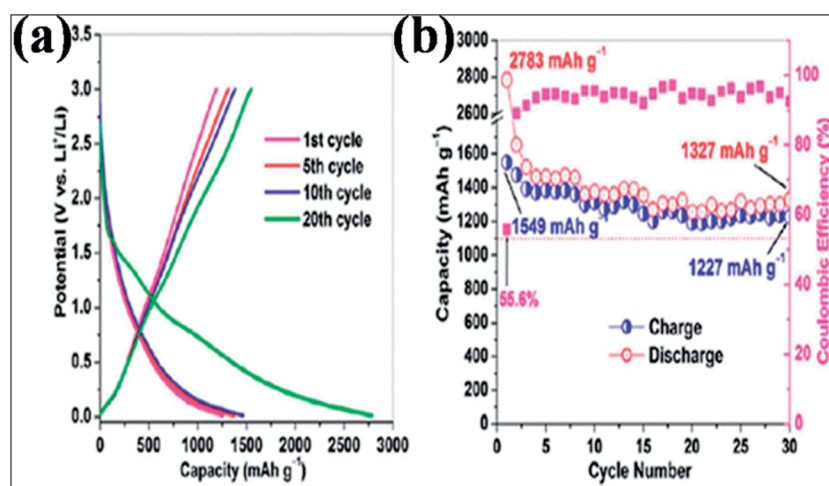 (a)
3.5
3.0
2.5
2.0
1.5
1.0
0.5
0.0
Potential (V vs. Li⁺/Li)
1st cycle
5th cycle
10th cycle
20th cycle
0 500 1000 1500 2000 2500 3000
Capacity (mAh g⁻¹)
(b)
3000
2800
2600
1600
1400
1200
1000
800
600
400
200
0
Capacity (mAh g⁻¹)
2783 mAh g⁻¹
1327 mAh g⁻¹
1549 mAh g⁻
1227 mAh g⁻¹
55.6%
Charge
Discharge
100
80
60
40
20
0
Coulombic Efficiency (%)
0 5 10 15 20 25 30
Cycle Number